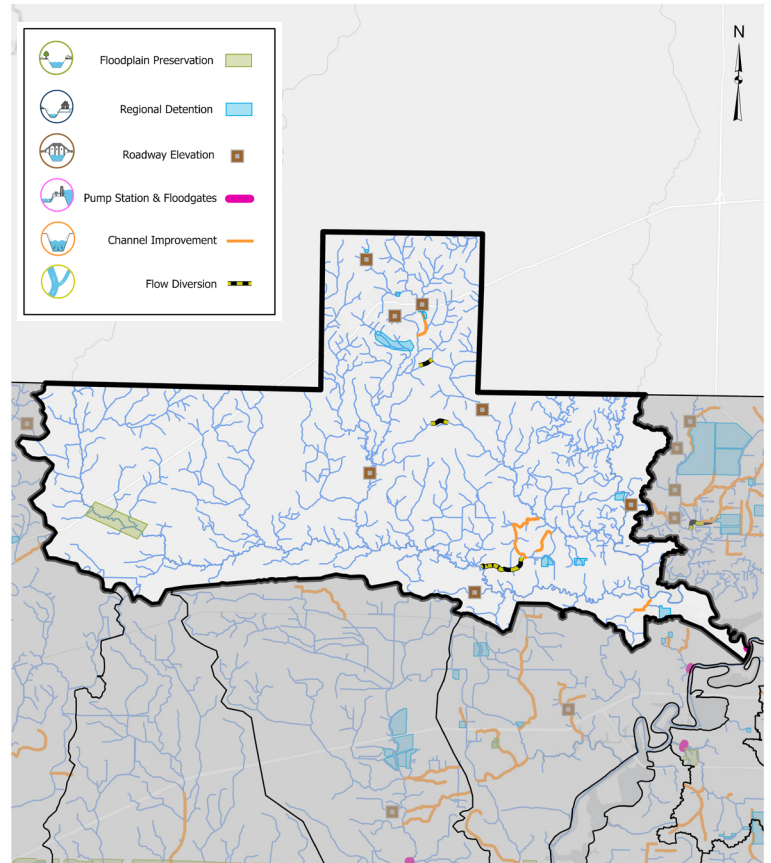 N
Floodplain Preservation
Regional Detention
Roadway Elevation
Pump Station & Floodgates
Channel Improvement
Flow Diversion